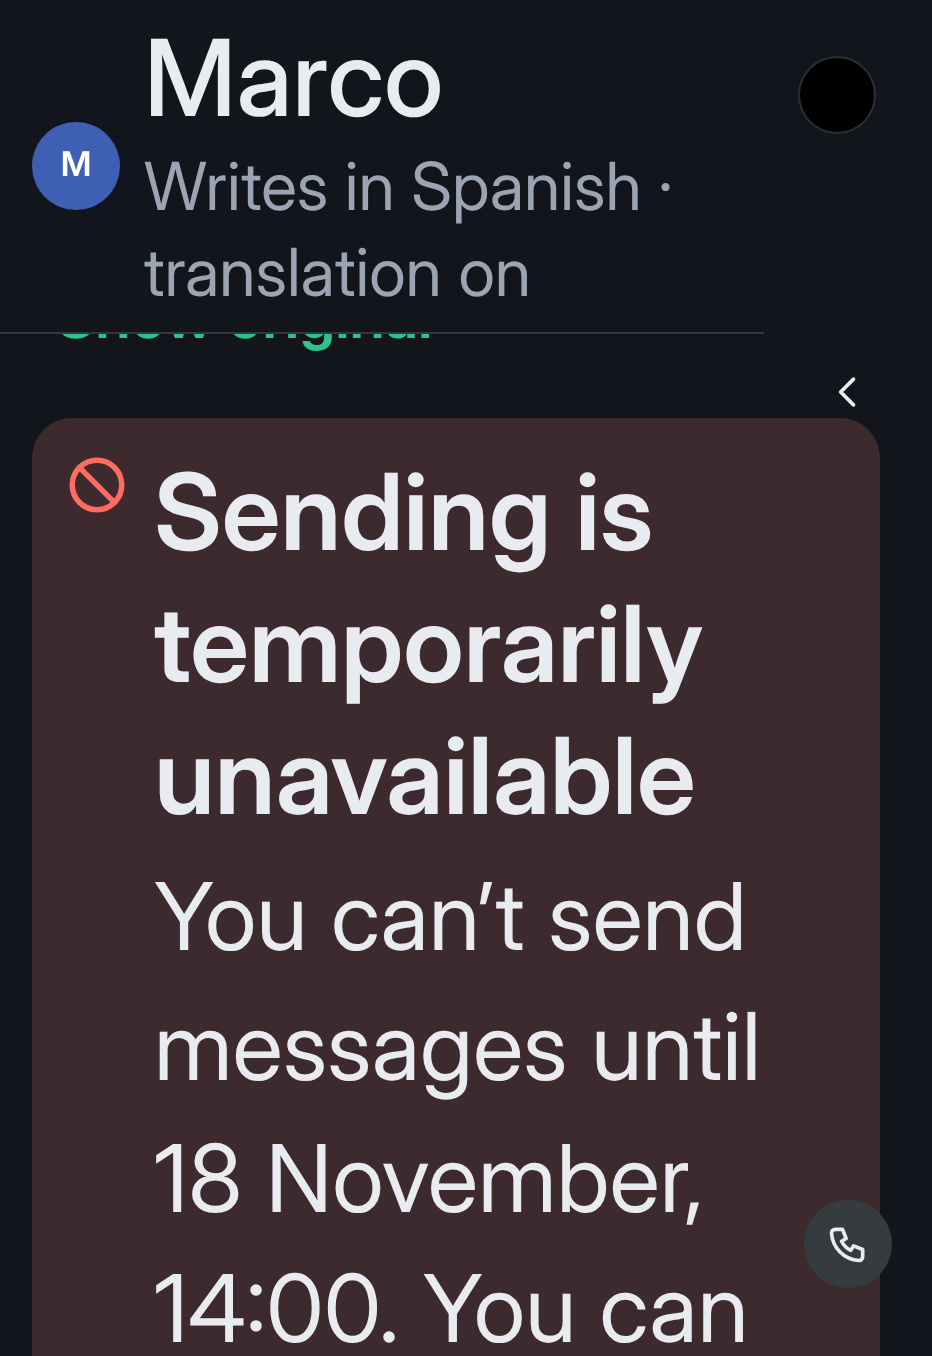 Marco
M
Writes in Spanish ·
translation on
Sending is
temporarily
unavailable
You can’t send
messages until
18 November,
14:00. You can